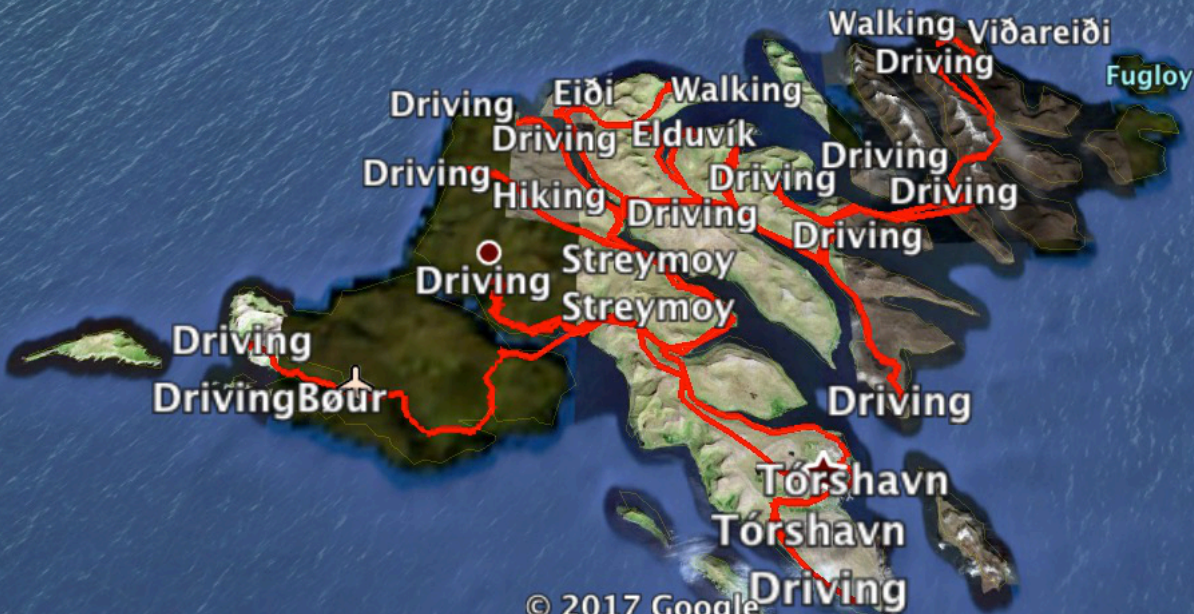 Walking Viðareiði
Driving
Fugloy
Driving Eiði Walking
Driving Elduvík
Driving
Driving
Driving
Hiking
Driving
Driving
Driving
Driving
Streymoy
Driving
Streymoy
Driving
DrivingBøur
Driving
Tórshavn
Tórshavn
Driving
© 2017 Google